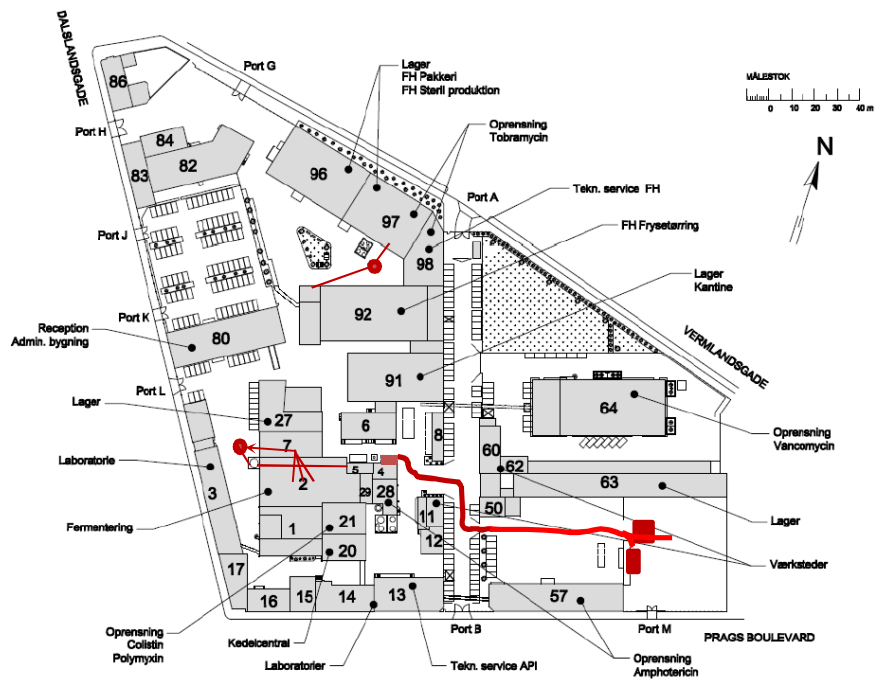 DALSLANDSGADE
86
Port G
Lager
FH Pakkeri
FH Steril produktion
MÅLESTOK
0 10 20 30 40 m
Port H
84
83
82
96
Oprensning
Tobramycin
N
Port A
Tekn. service FH
97
Port J
98
FH Frysetørring
Lager
Kantine
Port K
92
Reception
Admin. bygning
80
VERMLANDSGADE
91
Port L
64
Lager
27
6
8
7
60
Oprensning
Vancomycin
Laboratorie
5
4
62
2
63
3
29
28
Fermentering
11
50
Lager
21
1
12
20
Værksteder
17
16
15
14
13
57
Port B
Port M
PRAGS BOULEVARD
Oprensning
Colistin
Polymyxin
Kedelcentral
Laboratorier
Tekn. service API
Oprensning
Amphotericin